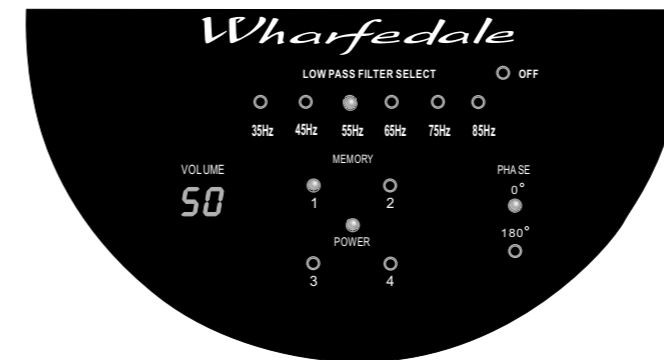 Wharfedale
LOW PASS FILTER SELECT
OFF
35Hz 45Hz 55Hz 65Hz 75Hz 85Hz
VOLUME
50
MEMORY
1 2
POWER
3 4
PHASE
0°
180°